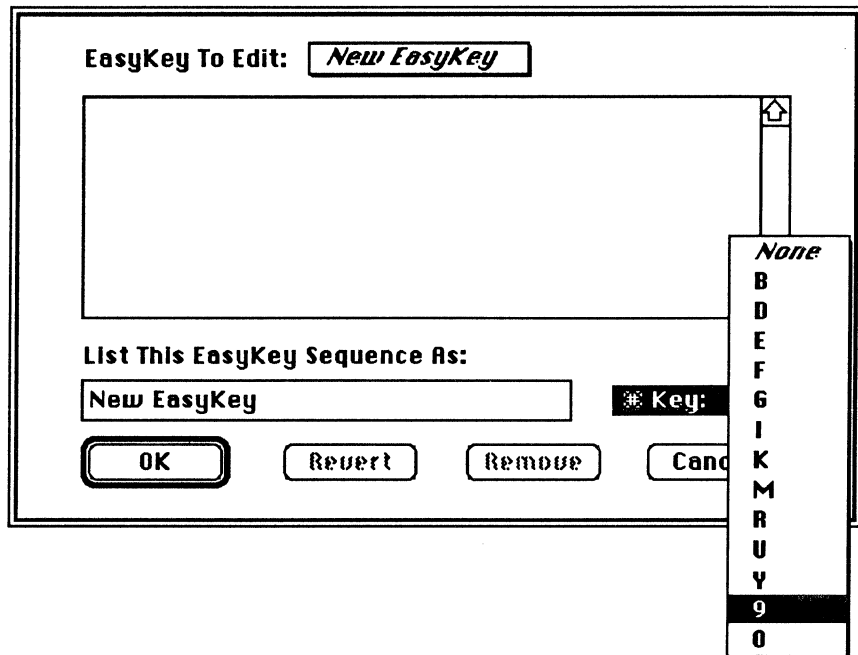 EasyKey To Edit: New EasyKey
List This EasyKey Sequence As:
New EasyKey
⌘ Key:
OK
Revert
Remove
Canc
None
B
D
E
F
G
I
K
M
R
U
Y
9
0